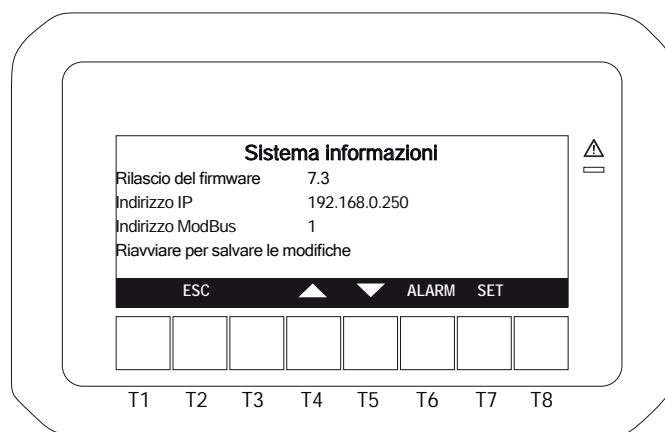 Sistema informazioni
Rilascio del firmware 7.3
Indirizzo IP 192.168.0.250
Indirizzo ModBus 1
Riavviare per salvare le modifiche
ESC ALARM SET
T1 T2 T3 T4 T5 T6 T7 T8